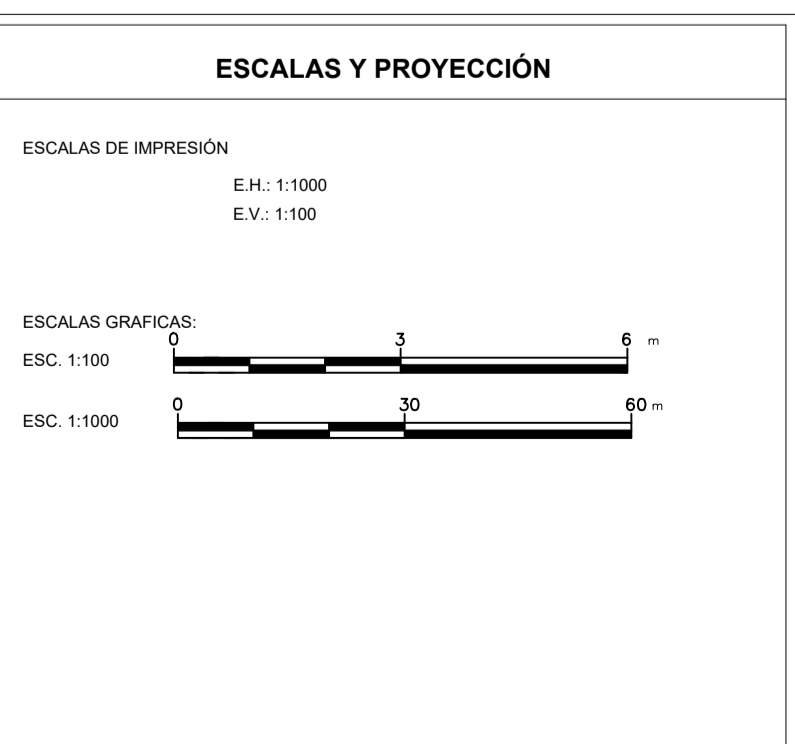 ESCALAS Y PROYECCIÓN
ESCALAS DE IMPRESIÓN
E.H.: 1:1000
E.V.: 1:100
ESCALAS GRAFICAS:
0 3 6 m
ESC. 1:100
0 30 60 m
ESC. 1:1000